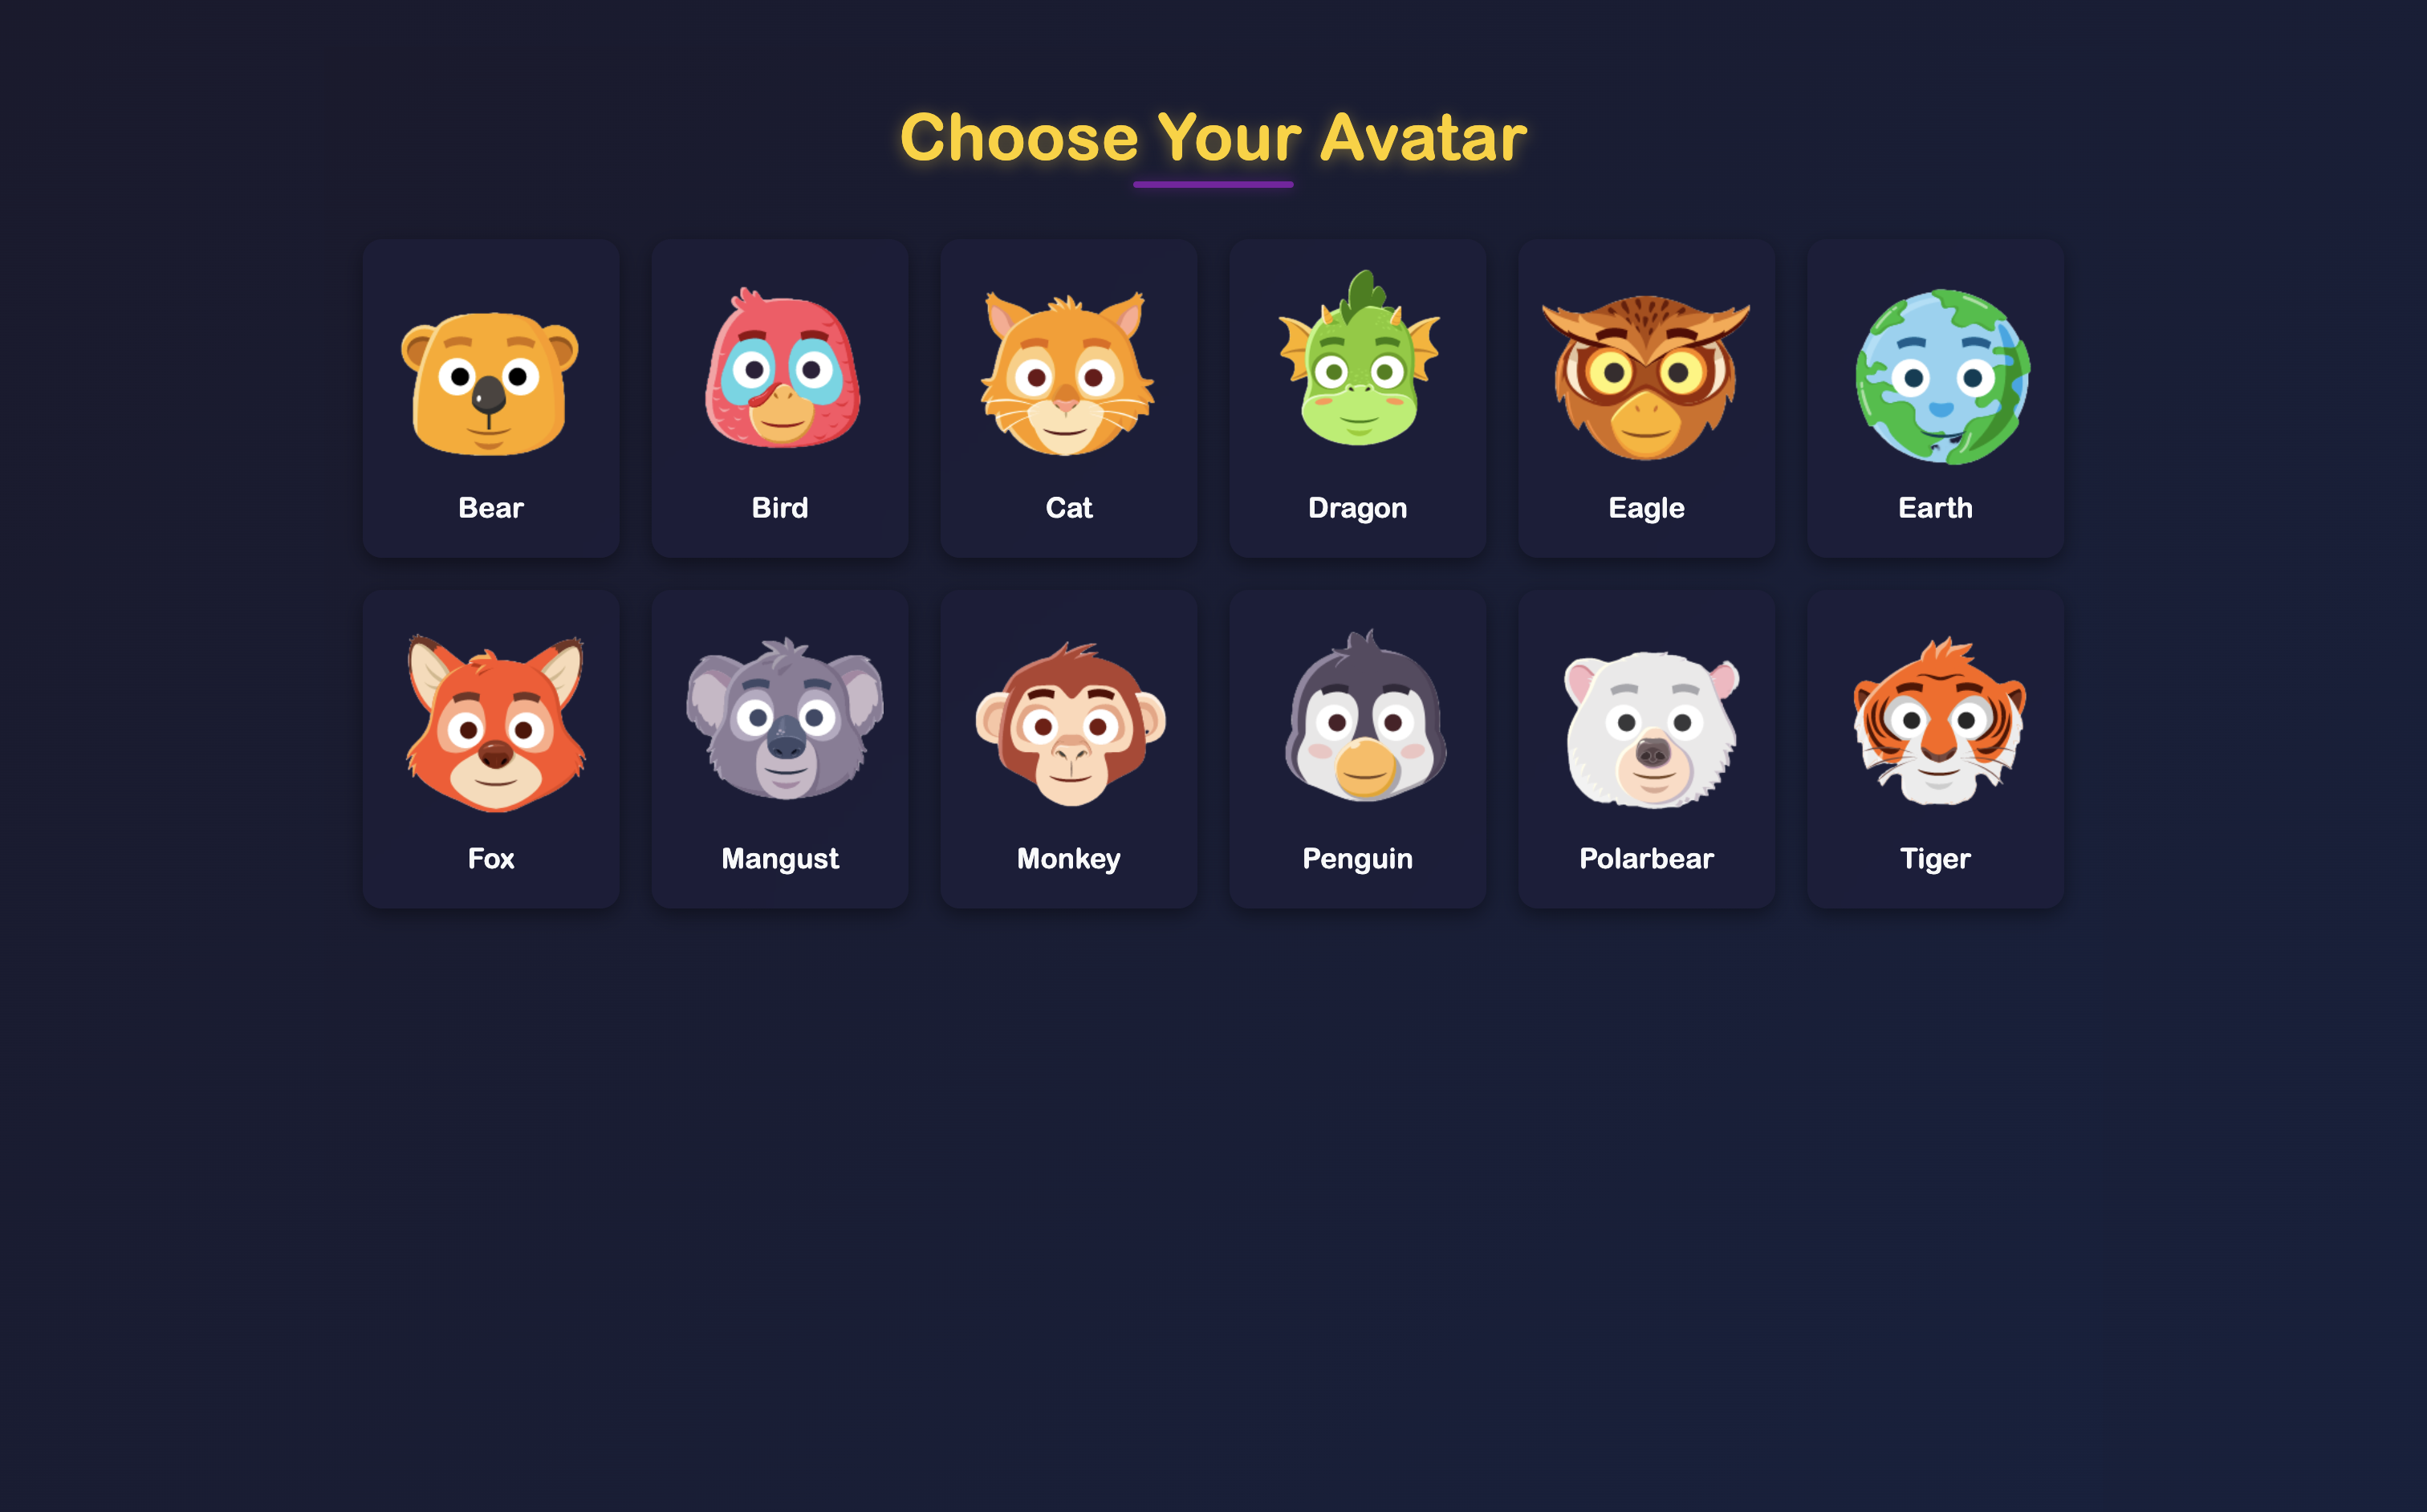 Choose Your Avatar
Bear
Bird
Cat
Dragon
Eagle
Earth
Fox
Mangust
Monkey
Penguin
Polarbear
Tiger